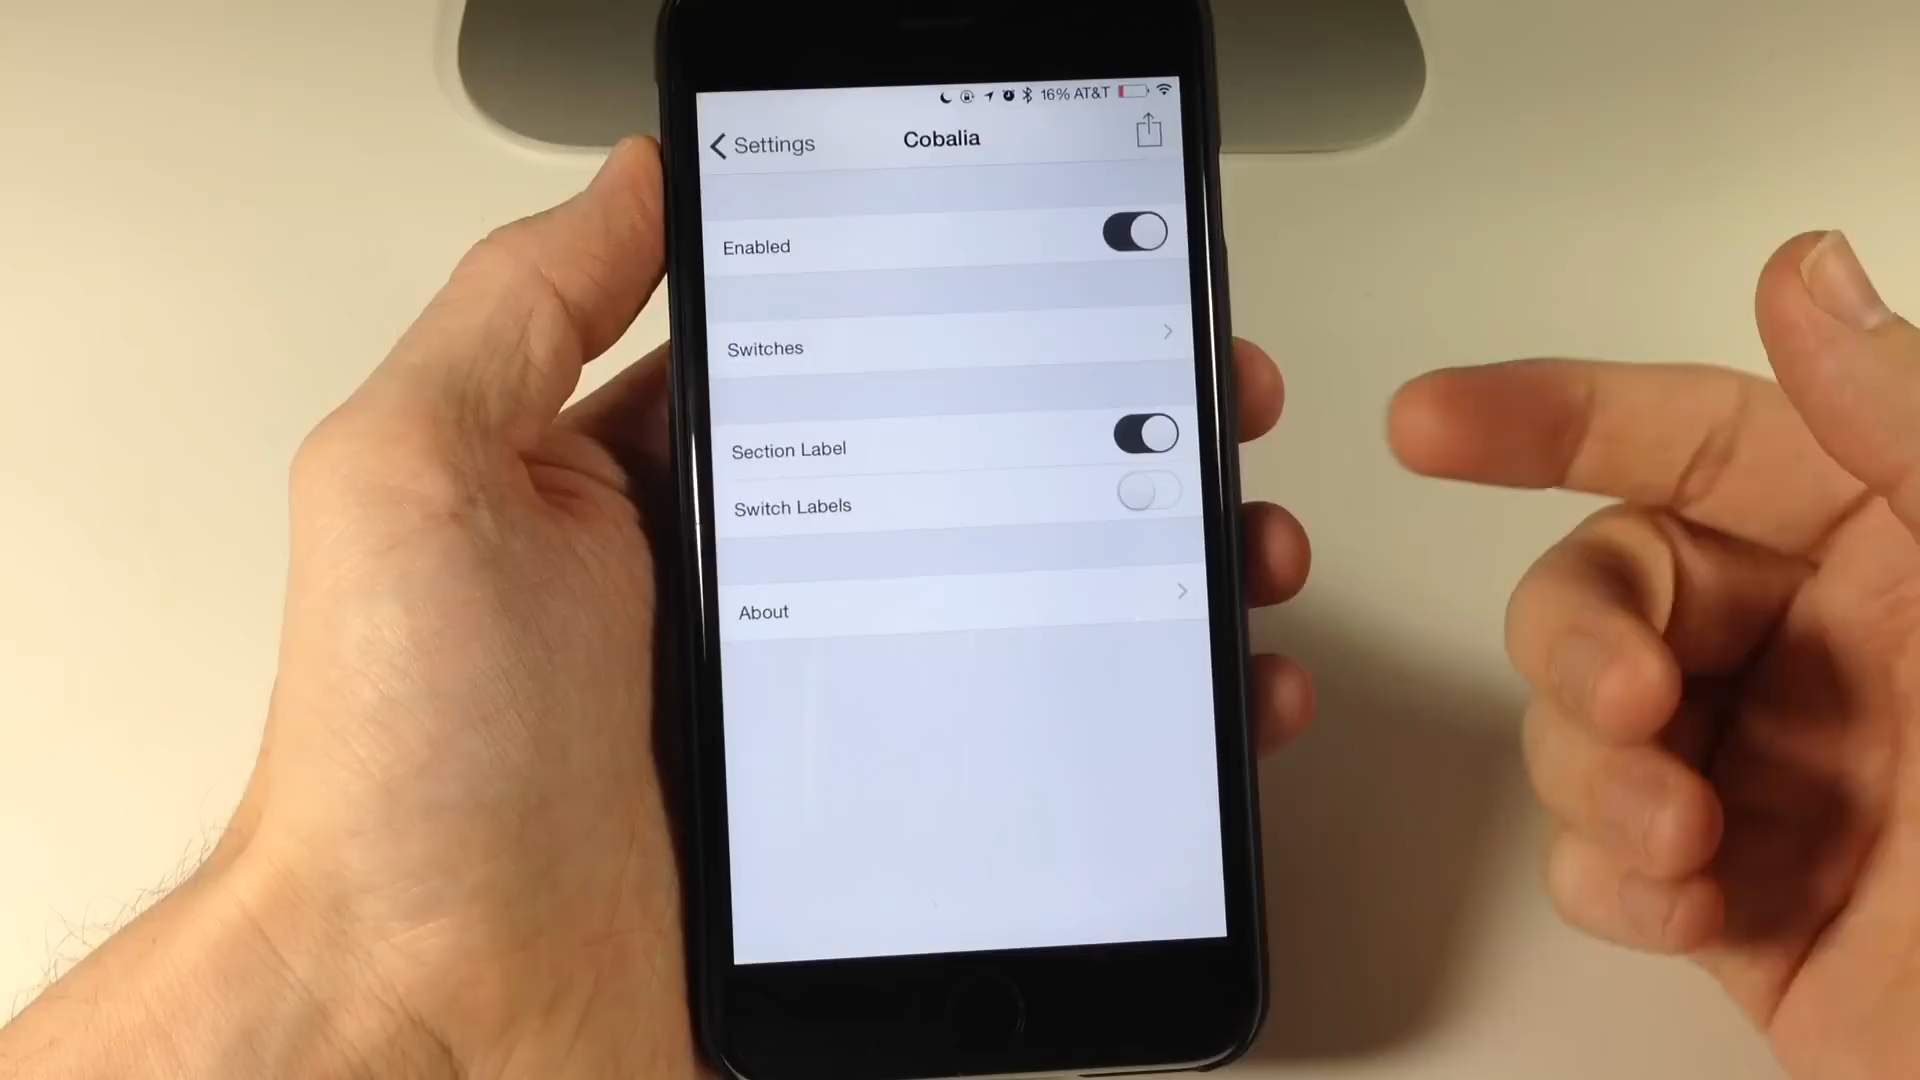 16% AT&T
Settings
Cobalia
Enabled
Switches
Section Label
Switch Labels
About